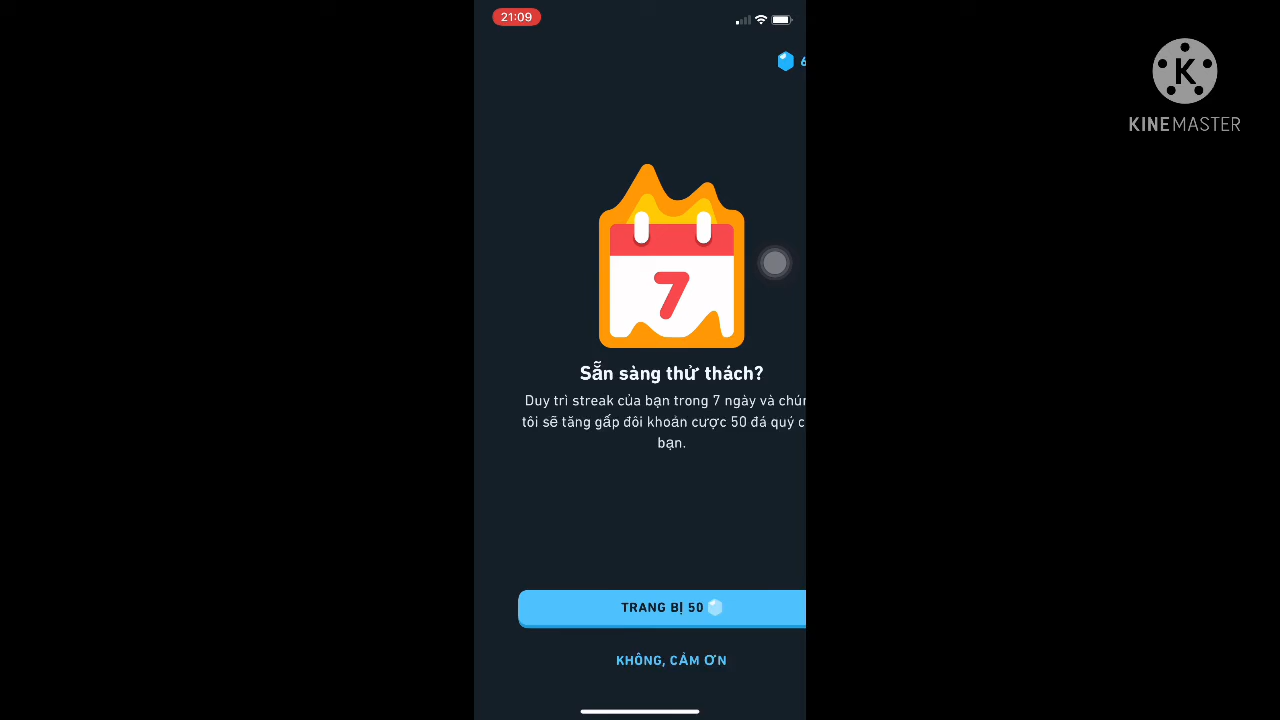 21:09
6
KINEMASTER
7
Sẵn sàng thử thách?
Duy trì streak của bạn trong 7 ngày và chún
tôi sẽ tăng gấp đôi khoản cược 50 đá quý c
bạn.
TRANG BỊ 50
KHÔNG, CẢM ƠN